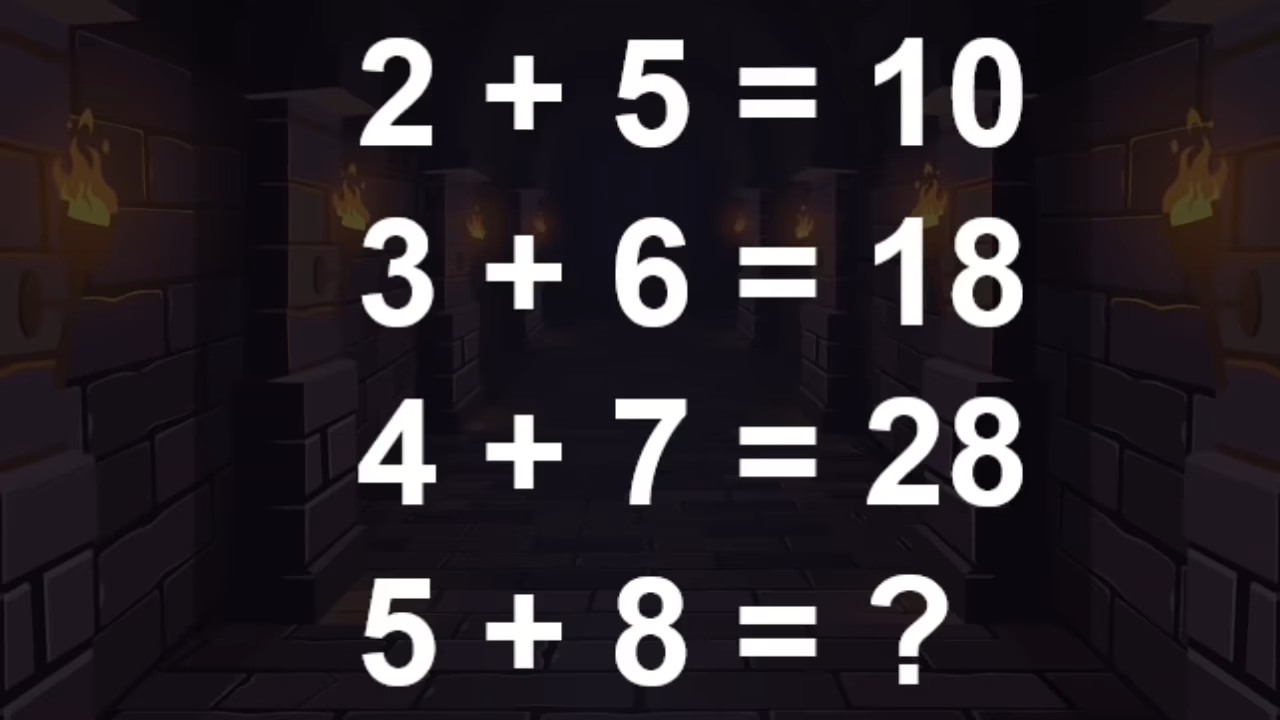 2 + 5 = 10
3 + 6 = 18
4 + 7 = 28
5 + 8 = ?